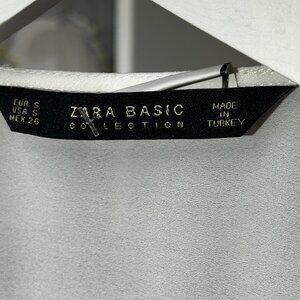 EUR S
USA S
MEX 26
ZARA BASIC
COLLECTION
MADE
IN
TURKEY